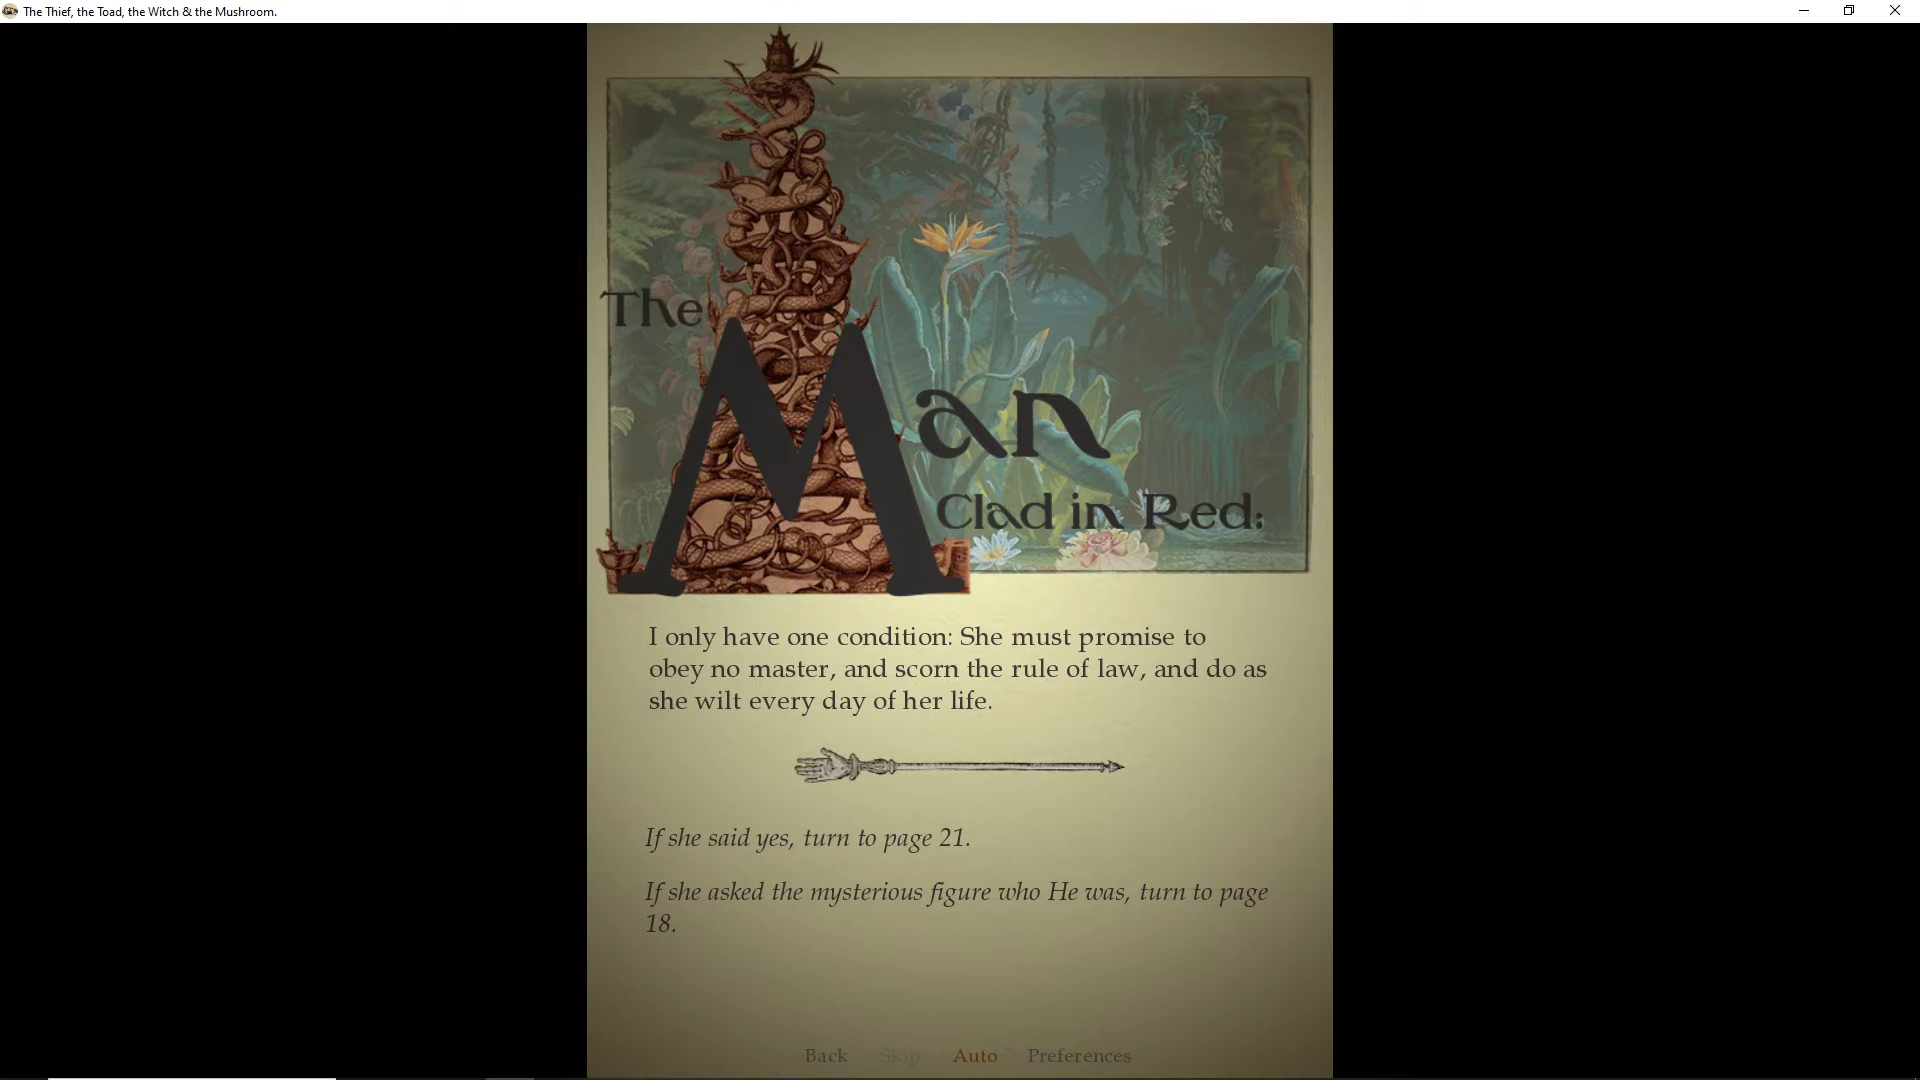 The Thief, the Toad, the Witch & the Mushroom.
The
Man
Clad in Red:
I only have one condition: She must promise to
obey no master, and scorn the rule of law, and do as
she wilt every day of her life.
If she said yes, turn to page 21.
If she asked the mysterious figure who He was, turn to page
18.
Back Skip Auto Preferences